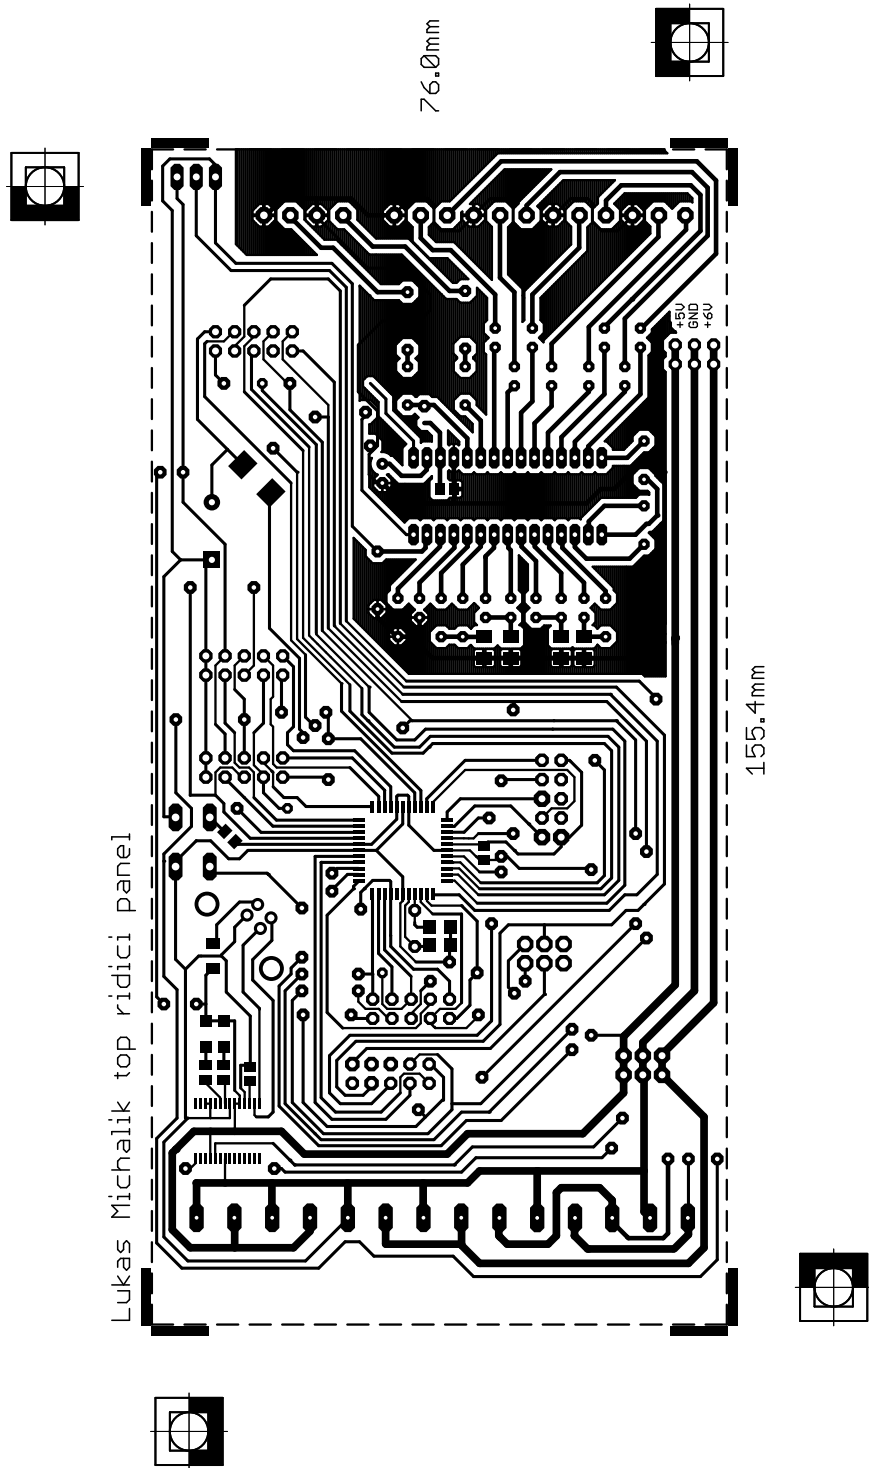 76.0mm
+5V
GND
+6V
155.4mm
Lukas Michalik top ridici panel